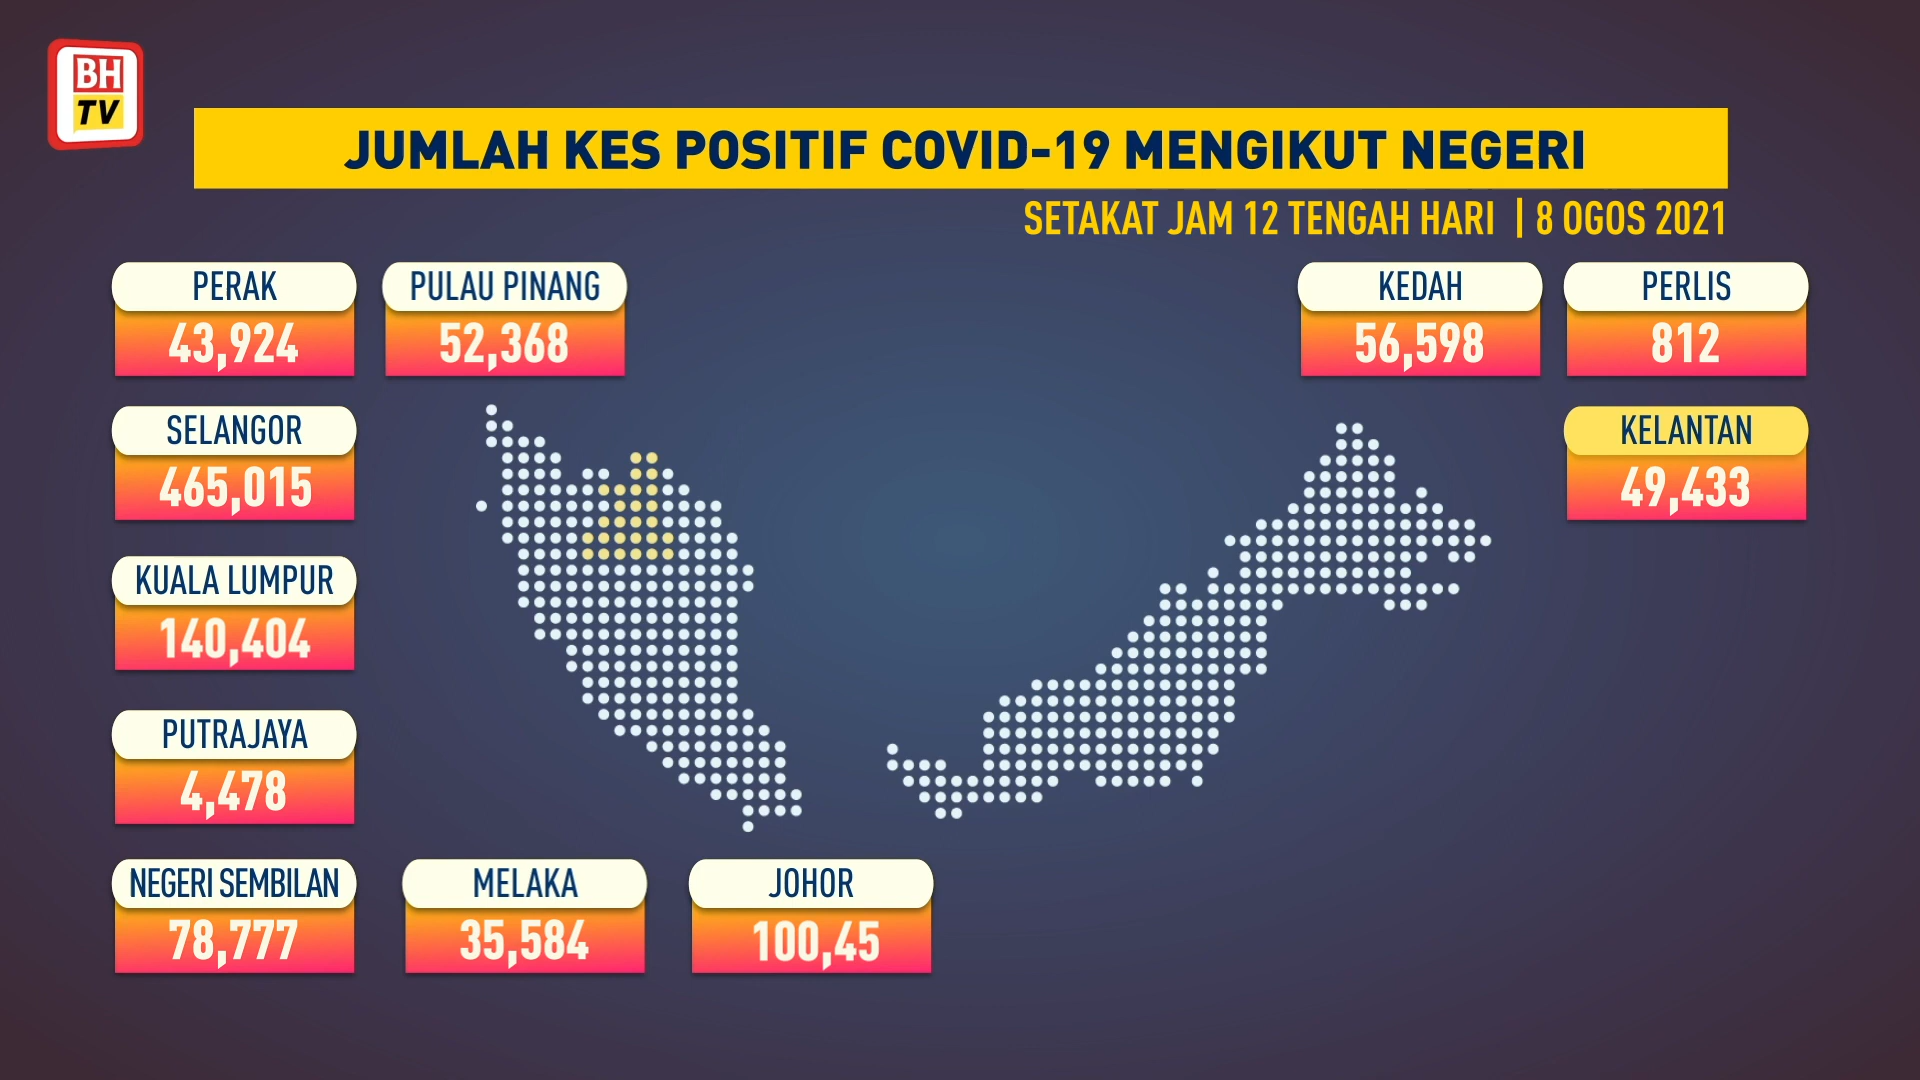 BH
TV
JUMLAH KES POSITIF COVID-19 MENGIKUT NEGERI
SETAKAT JAM 12 TENGAH HARI | 8 OGOS 2021
PERAK
43,924
PULAU PINANG
52,368
KEDAH
56,598
PERLIS
812
SELANGOR
465,015
KELANTAN
49,433
KUALA LUMPUR
140,404
PUTRAJAYA
4,478
NEGERI SEMBILAN
78,777
MELAKA
35,584
JOHOR
100,45